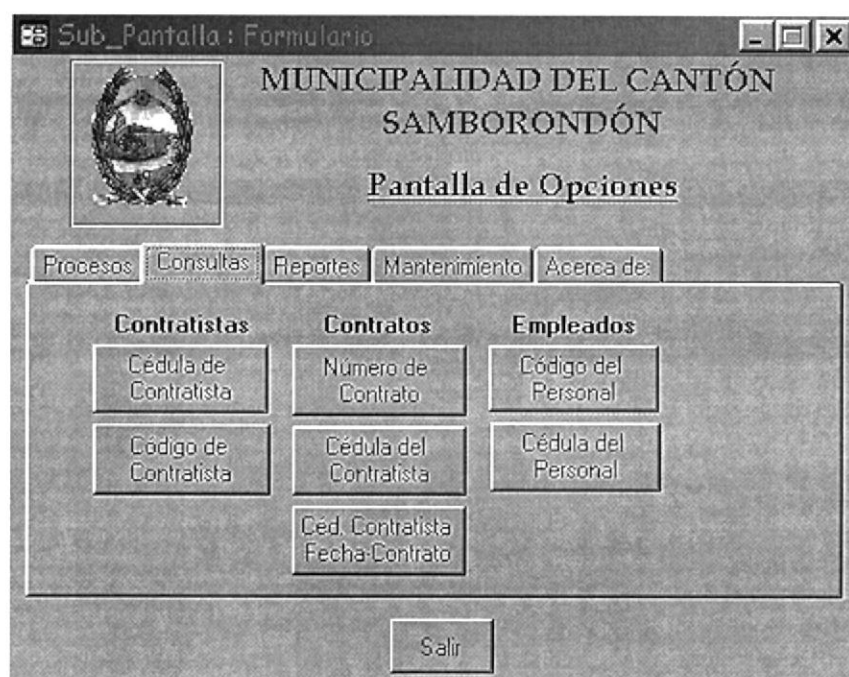 Sub_Pantalla : Formulario
MUNICIPALIDAD DEL CANTÓN
SAMBORONDÓN
Pantalla de Opciones
Procesos Consultas Reportes Mantenimiento Acerca de:
Contratistas Contratos Empleados
Cédula de
Contratista
Número de
Contrato
Código del
Personal
Código de
Contratista
Cédula del
Contratista
Cédula del
Personal
Céd. Contratista
Fecha-Contrato
Salir